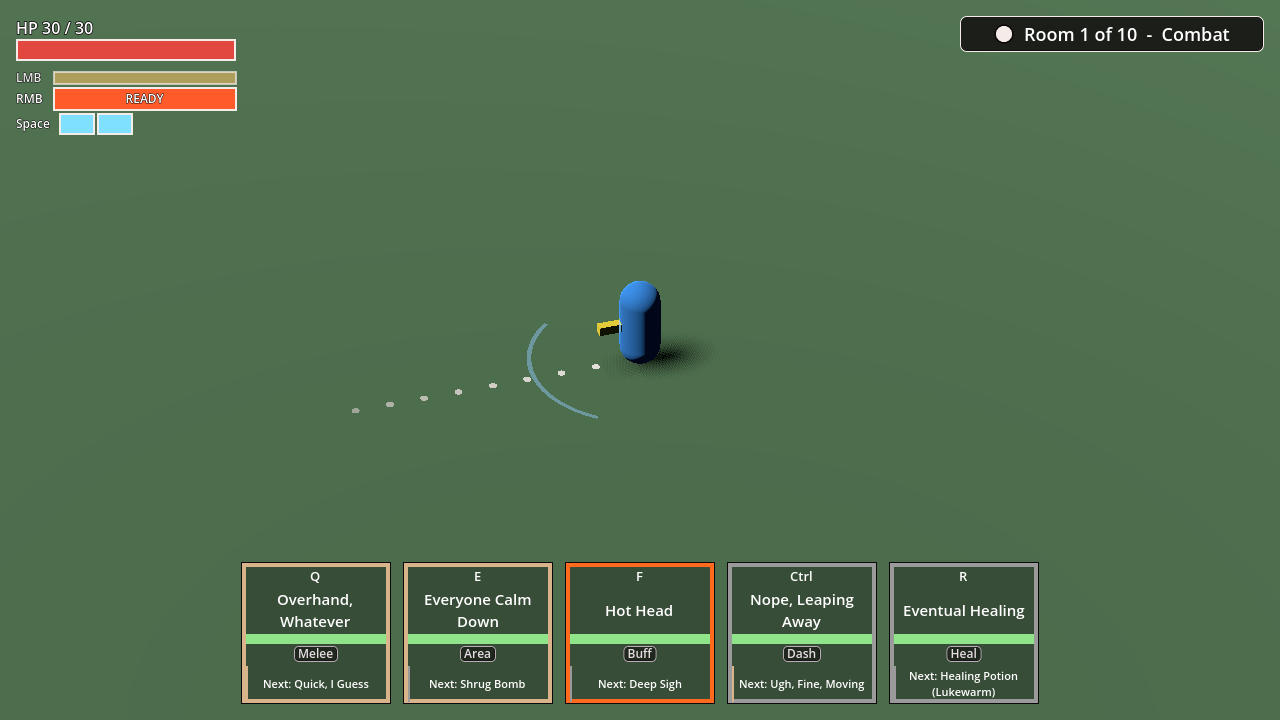 HP 30 / 30
Room 1 of 10 - Combat
LMB
RMB READY
Space
Q
Overhand,
Whatever
Melee
Next: Quick, I Guess
E
Everyone Calm
Down
Area
Next: Shrug Bomb
F
Hot Head
Buff
Next: Deep Sigh
Ctrl
Nope, Leaping
Away
Dash
Next: Ugh, Fine, Moving
R
Eventual Healing
Heal
Next: Healing Potion
(Lukewarm)